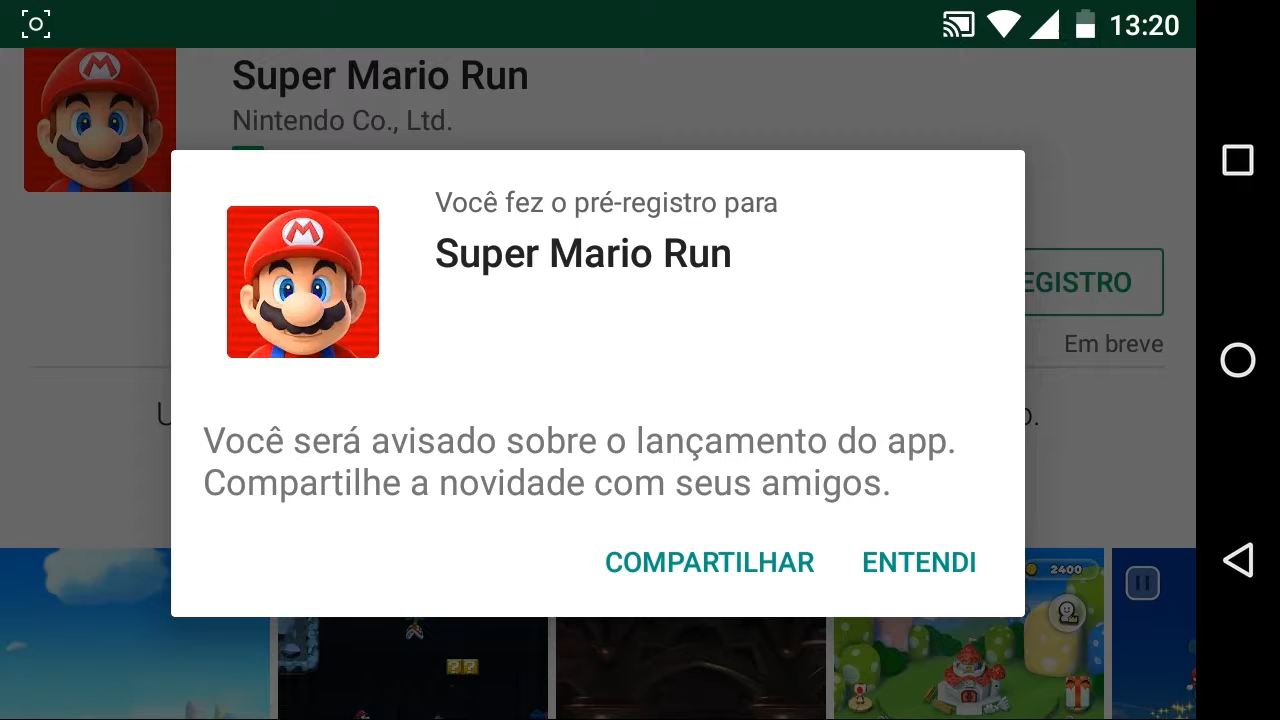 13:20
Super Mario Run
Nintendo Co., Ltd.
Você fez o pré-registro para
Super Mario Run
EGISTRO
Em breve
Você será avisado sobre o lançamento do app.
Compartilhe a novidade com seus amigos.
COMPARTILHAR ENTENDI
2400